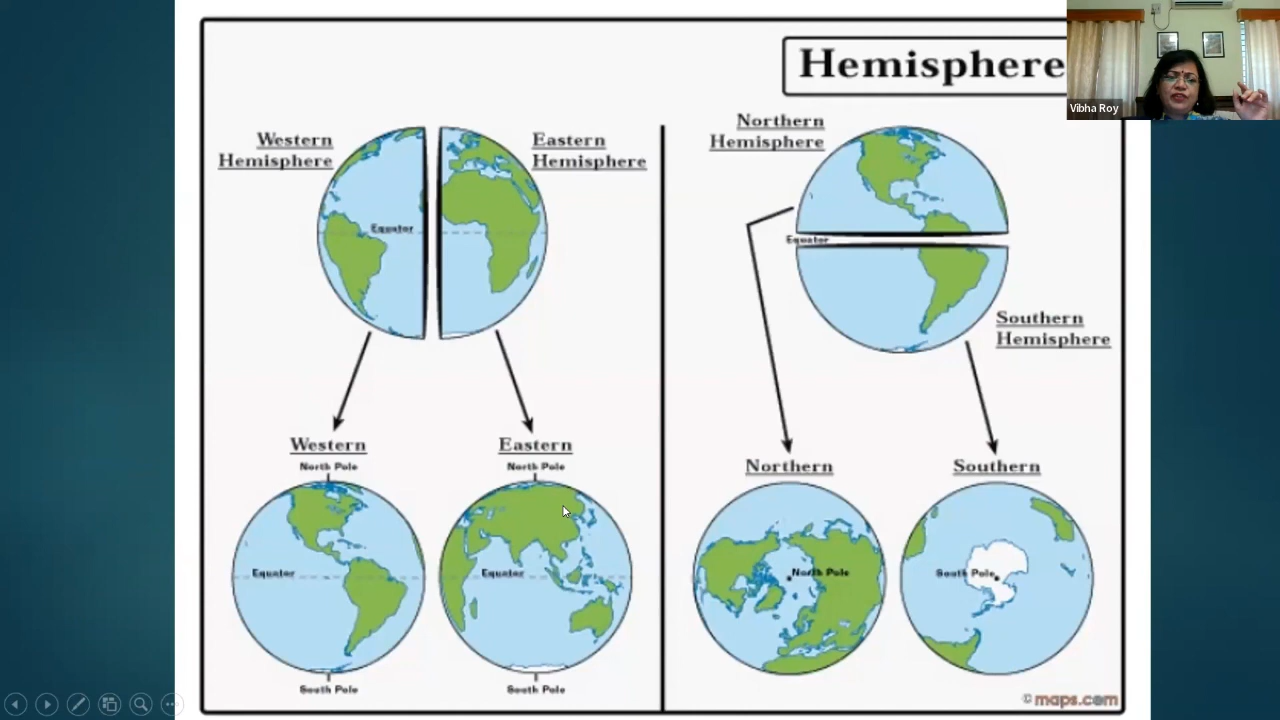 Hemisphere
Vibha Roy
Western
Hemisphere
Eastern
Hemisphere
Equator
Western
North Pole
Equator
South Pole
Eastern
North Pole
Equator
South Pole
Northern
Hemisphere
Equator
Southern
Hemisphere
Northern
North Pole
Southern
South Pole
© maps.com